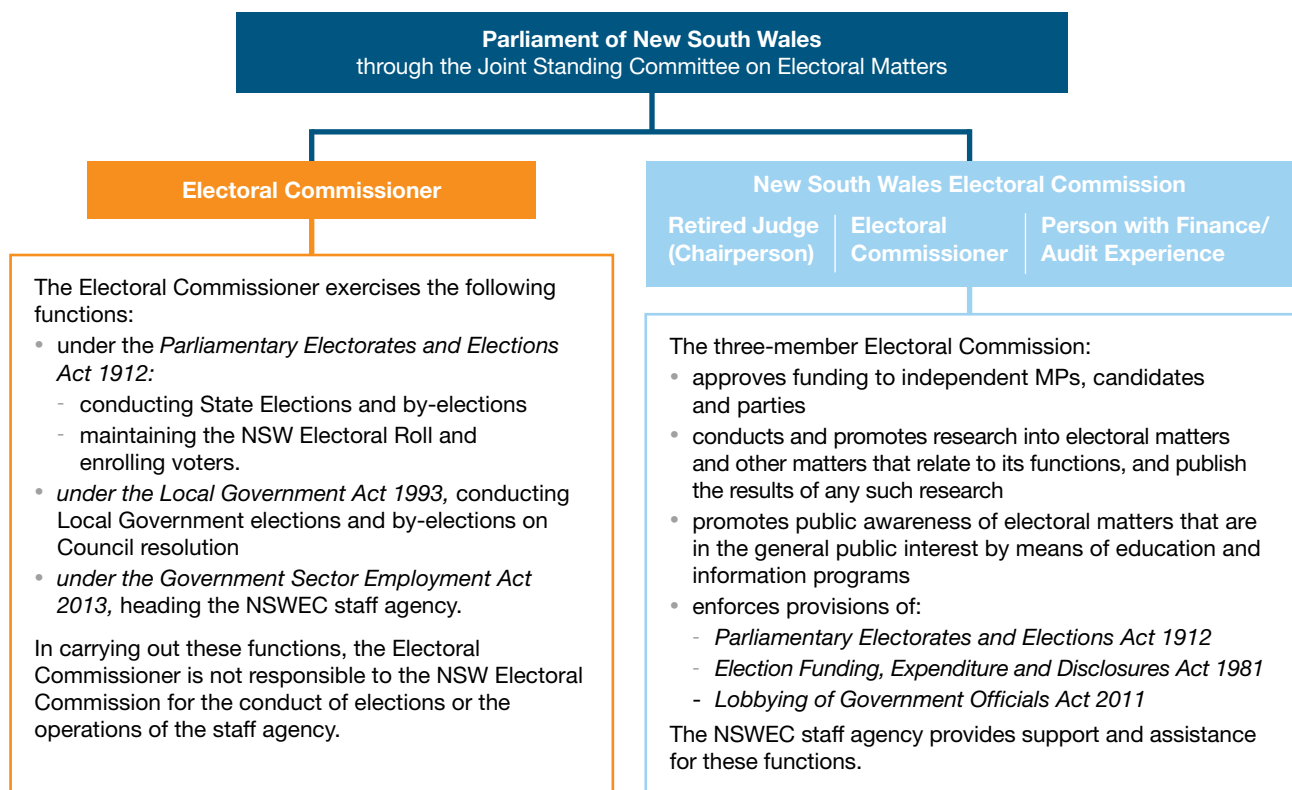 Parliament of New South Wales
through the Joint Standing Committee on Electoral Matters
Electoral Commissioner
The Electoral Commissioner exercises the following
functions:
• under the Parliamentary Electorates and Elections
Act 1912:
- conducting State Elections and by-elections
- maintaining the NSW Electoral Roll and
enrolling voters.
• under the Local Government Act 1993, conducting
Local Government elections and by-elections on
Council resolution
• under the Government Sector Employment Act
2013, heading the NSWEC staff agency.
In carrying out these functions, the Electoral
Commissioner is not responsible to the NSW Electoral
Commission for the conduct of elections or the
operations of the staff agency.
New South Wales Electoral Commission
Retired Judge
(Chairperson)
Electoral
Commissioner
Person with Finance/
Audit Experience
The three-member Electoral Commission:
• approves funding to independent MPs, candidates
and parties
• conducts and promotes research into electoral matters
and other matters that relate to its functions, and publish
the results of any such research
• promotes public awareness of electoral matters that are
in the general public interest by means of education and
information programs
• enforces provisions of:
- Parliamentary Electorates and Elections Act 1912
- Election Funding, Expenditure and Disclosures Act 1981
- Lobbying of Government Officials Act 2011
The NSWEC staff agency provides support and assistance
for these functions.